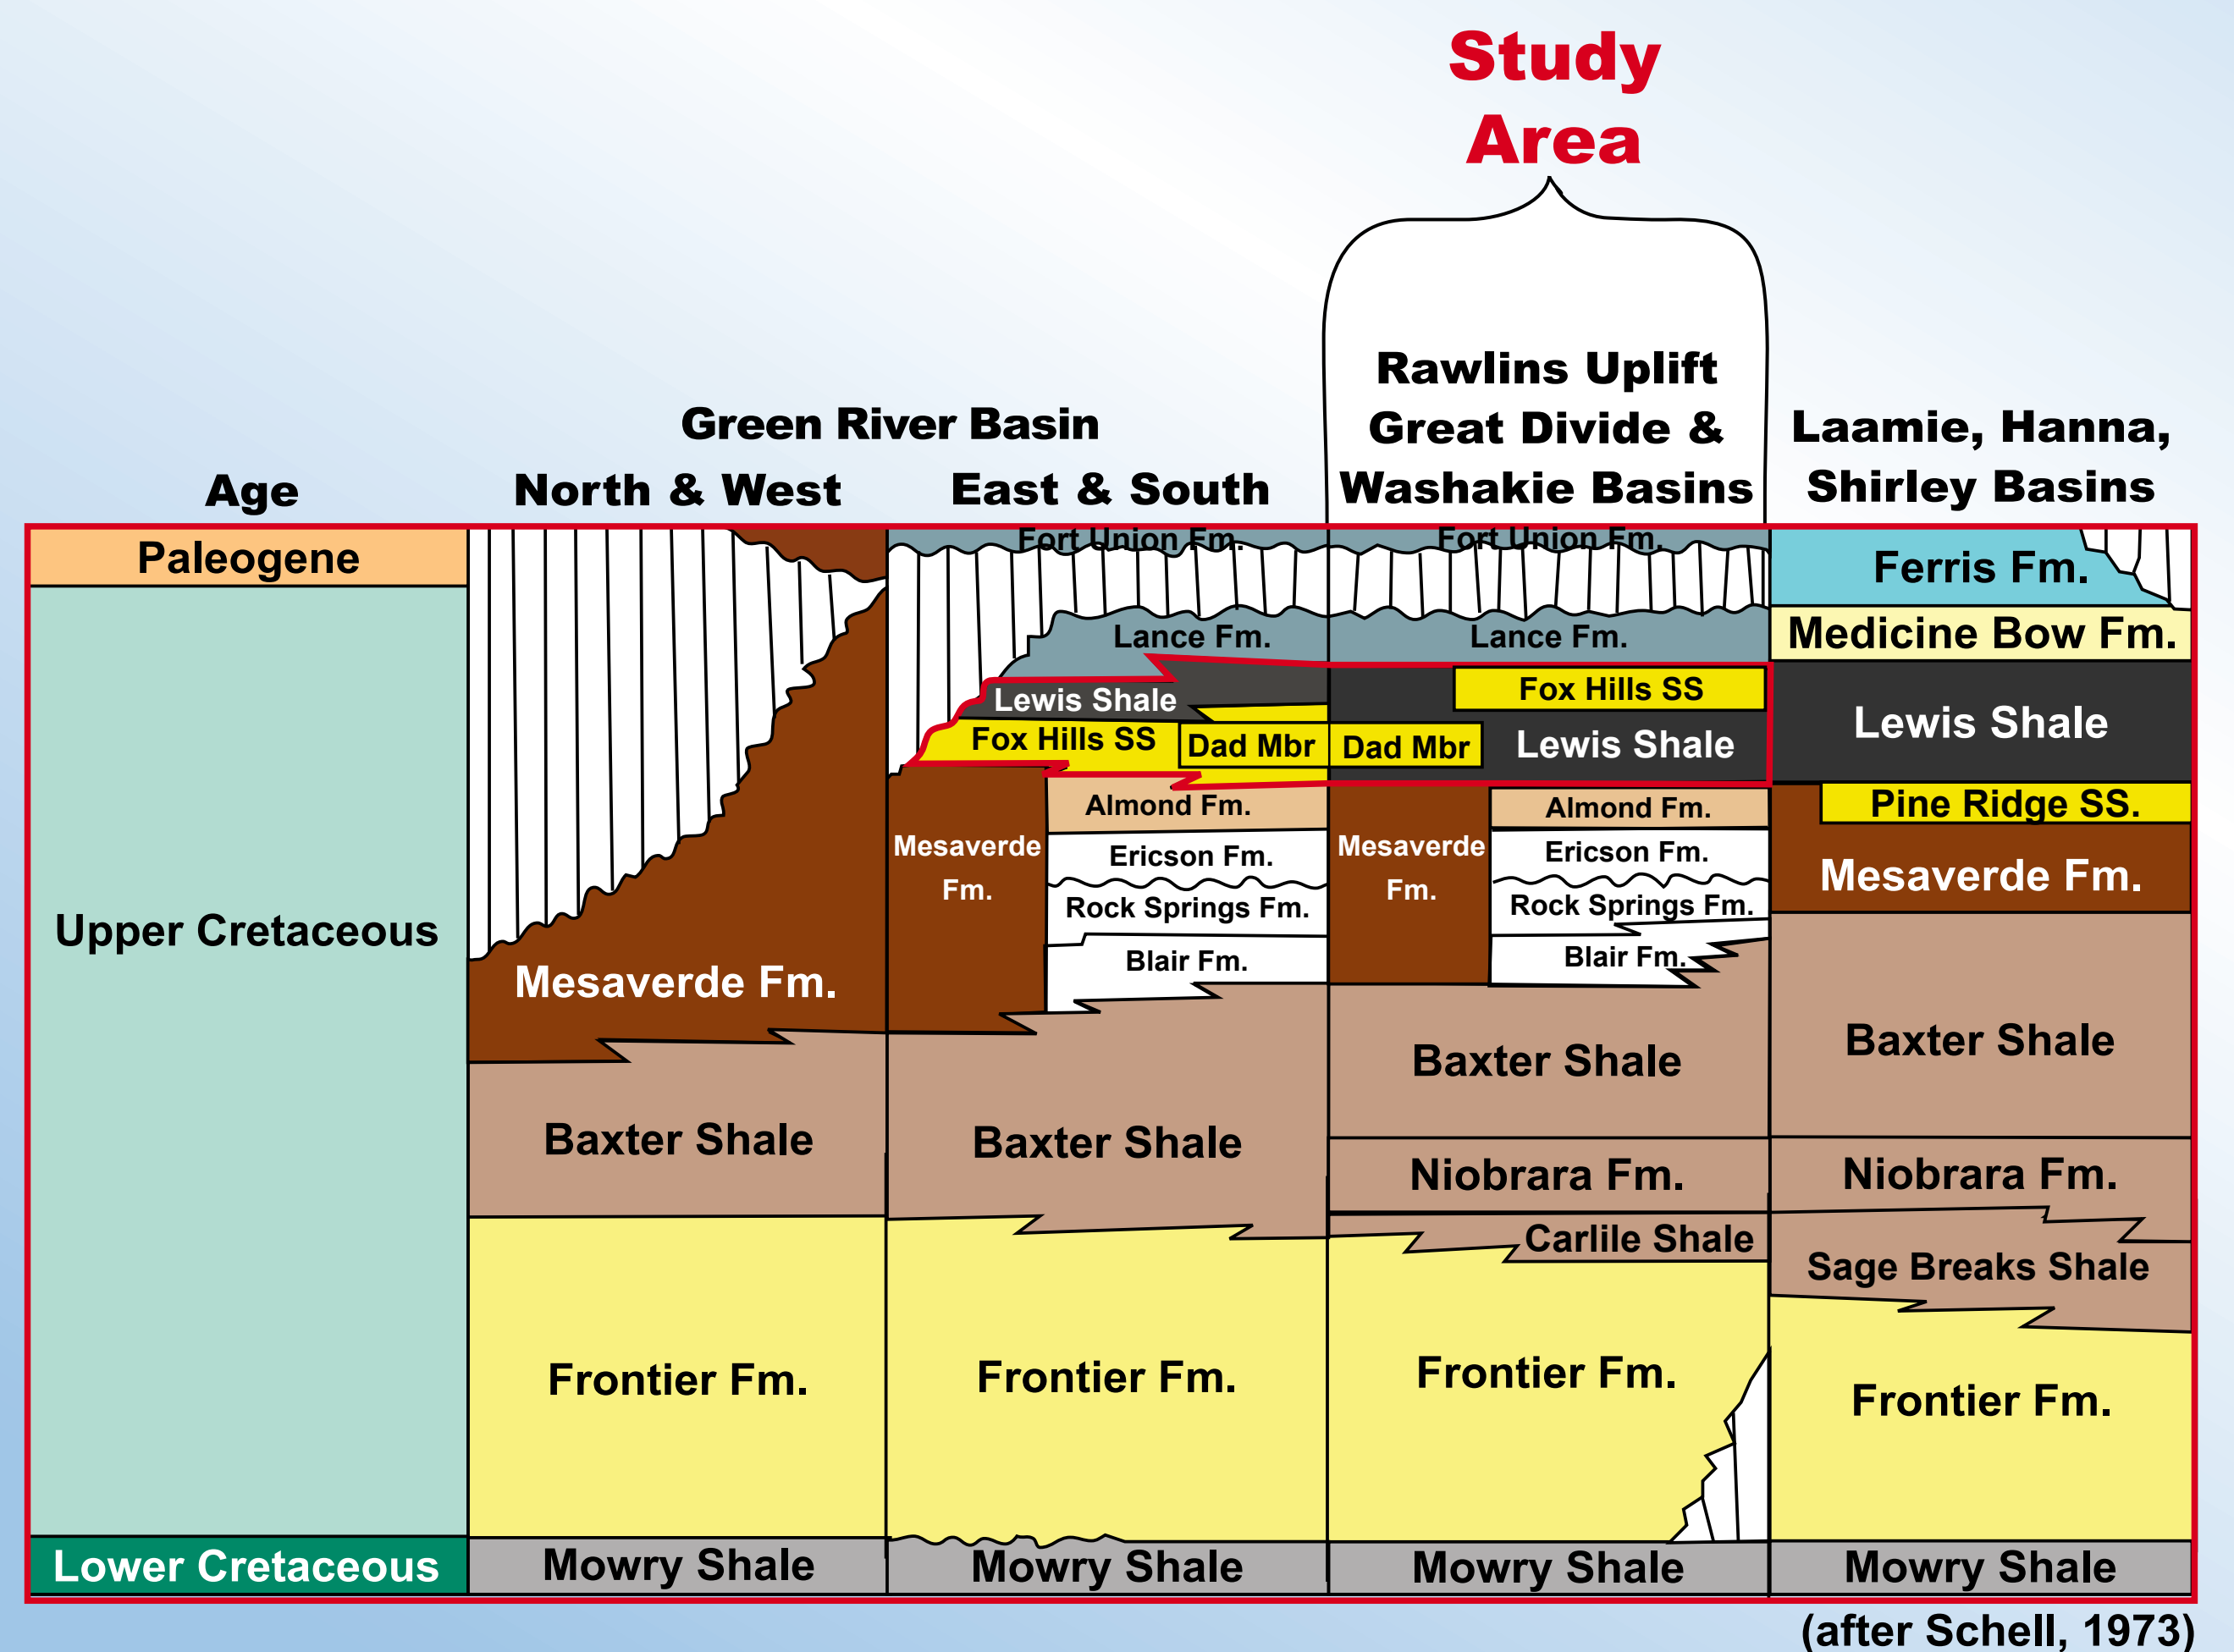 Study
Area
Rawlins Uplift
Great Divide &
Washakie Basins
Green River Basin
Laamie, Hanna,
Shirley Basins
Age
North & West
East & South
Paleogene
Upper Cretaceous
Lower Cretaceous
Mesaverde Fm.
Baxter Shale
Frontier Fm.
Mowry Shale
Fort Union Fm.
Lance Fm.
Lewis Shale
Fox Hills SS
Dad Mbr
Mesaverde
Fm.
Almond Fm.
Ericson Fm.
Rock Springs Fm.
Blair Fm.
Baxter Shale
Frontier Fm.
Mowry Shale
Fort Union Fm.
Lance Fm.
Fox Hills SS
Dad Mbr
Lewis Shale
Mesaverde
Fm.
Almond Fm.
Ericson Fm.
Rock Springs Fm.
Blair Fm.
Baxter Shale
Niobrara Fm.
Carlile Shale
Frontier Fm.
Mowry Shale
Ferris Fm.
Medicine Bow Fm.
Lewis Shale
Pine Ridge SS.
Mesaverde Fm.
Baxter Shale
Niobrara Fm.
Sage Breaks Shale
Frontier Fm.
Mowry Shale
(after Schell, 1973)